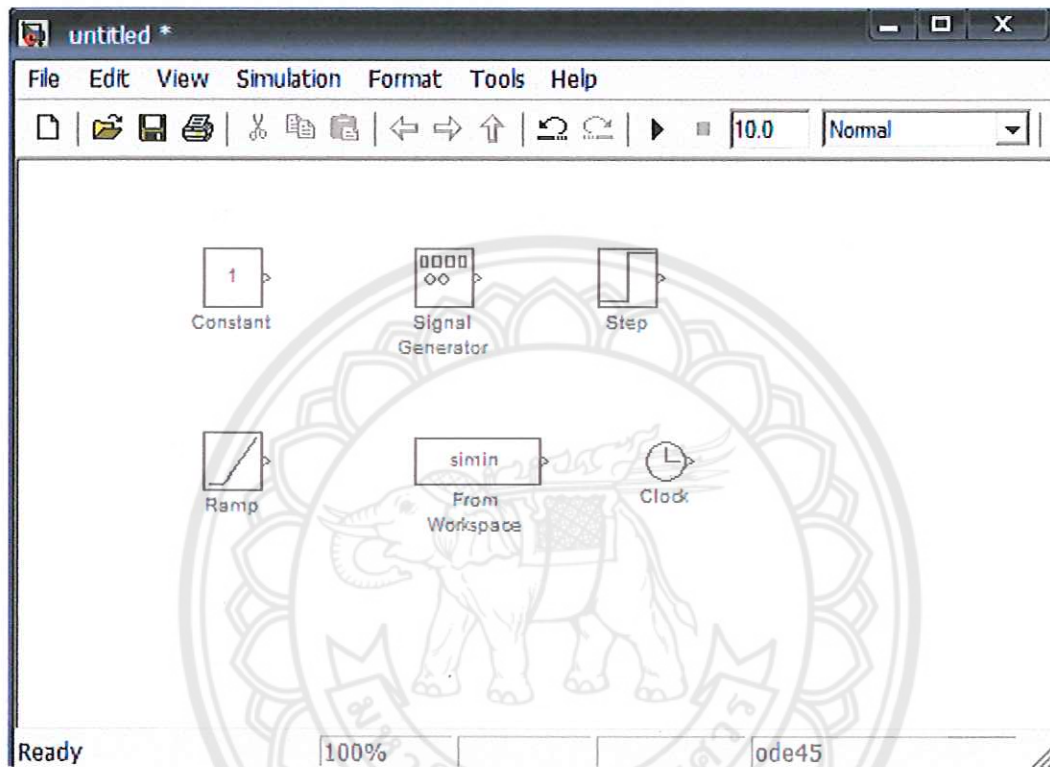 untitled *
File Edit View Simulation Format Tools Help
10.0 Normal
1
Constant
Signal
Generator
Step
Ramp
simin
From
Workspace
Clock
Ready 100% ode45